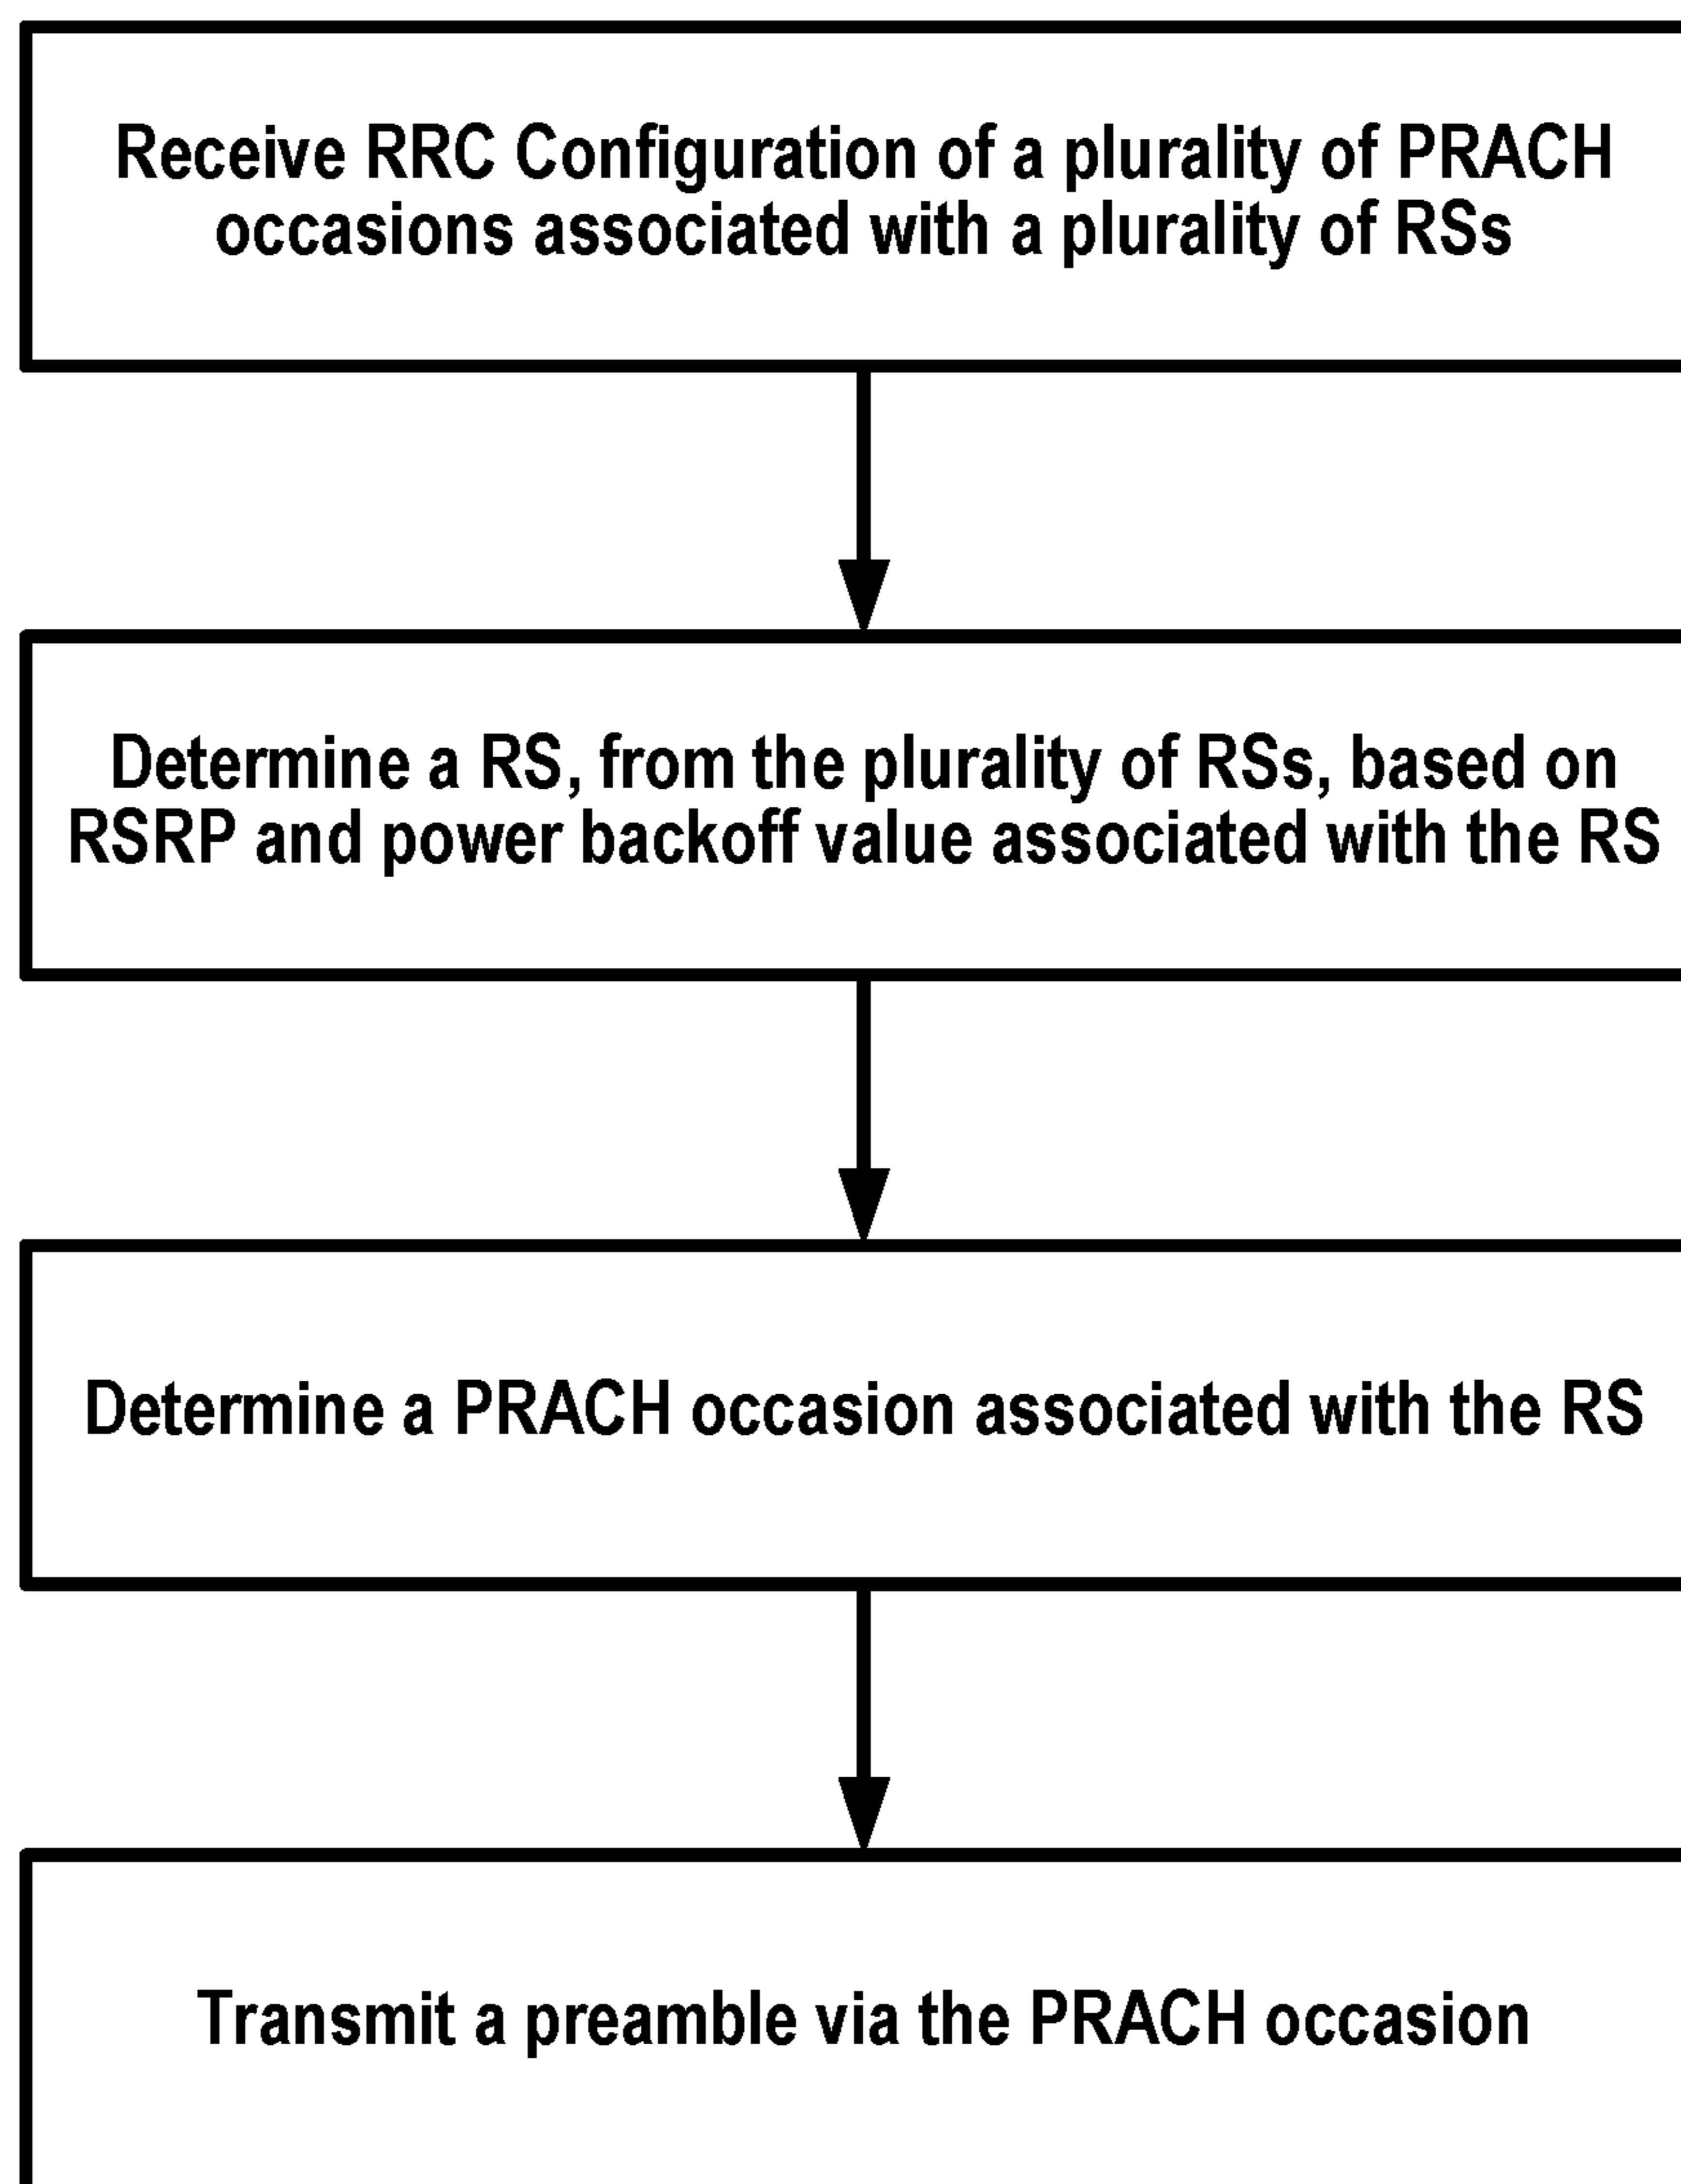 Receive RRC Configuration of a plurality of PRACH
occasions associated with a plurality of RSs
Determine a RS, from the plurality of RSs, based on
RSRP and power backoff value associated with the RS
Determine a PRACH occasion associated with the RS
Transmit a preamble via the PRACH occasion